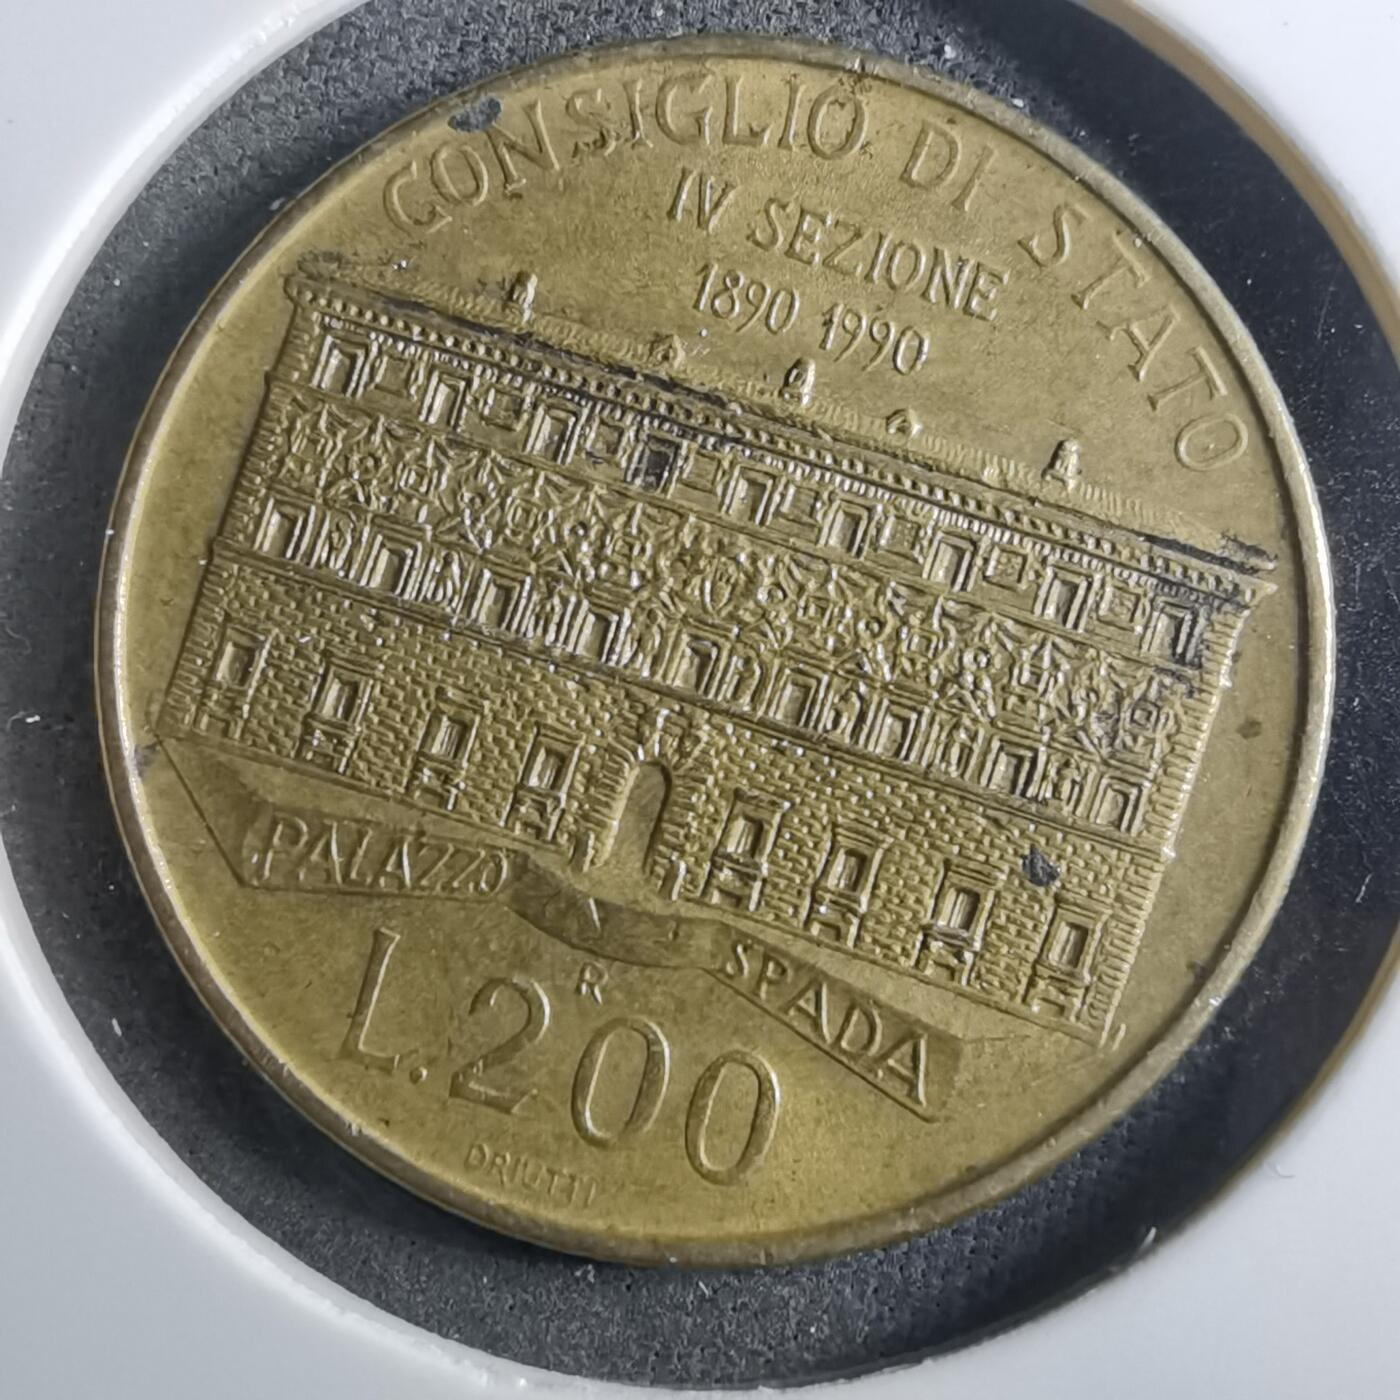 CONSIGLIO DI STATO
IV SEZIONE
1890 1990
PALAZZO SPADA
R
L.200
DRIUTTI